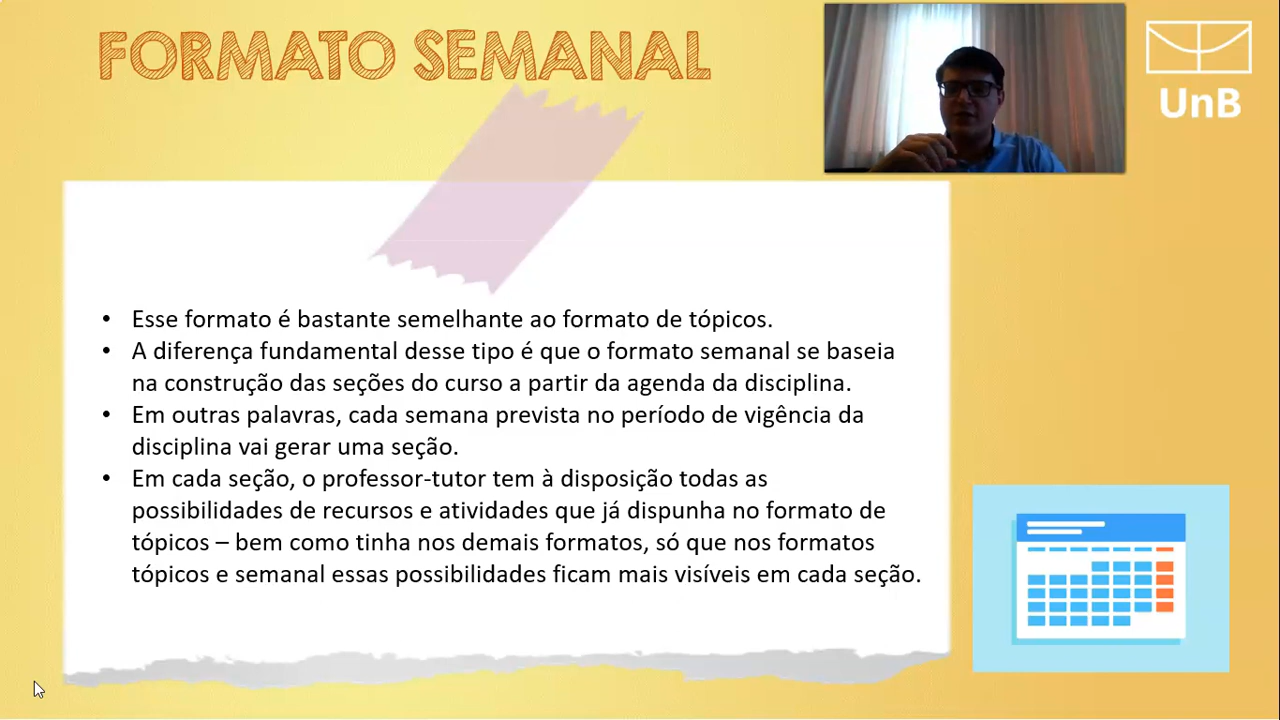 FORMATO SEMANAL
UnB
• Esse formato é bastante semelhante ao formato de tópicos.
• A diferença fundamental desse tipo é que o formato semanal se baseia
na construção das seções do curso a partir da agenda da disciplina.
• Em outras palavras, cada semana prevista no período de vigência da
disciplina vai gerar uma seção.
• Em cada seção, o professor-tutor tem à disposição todas as
possibilidades de recursos e atividades que já dispunha no formato de
tópicos – bem como tinha nos demais formatos, só que nos formatos
tópicos e semanal essas possibilidades ficam mais visíveis em cada seção.